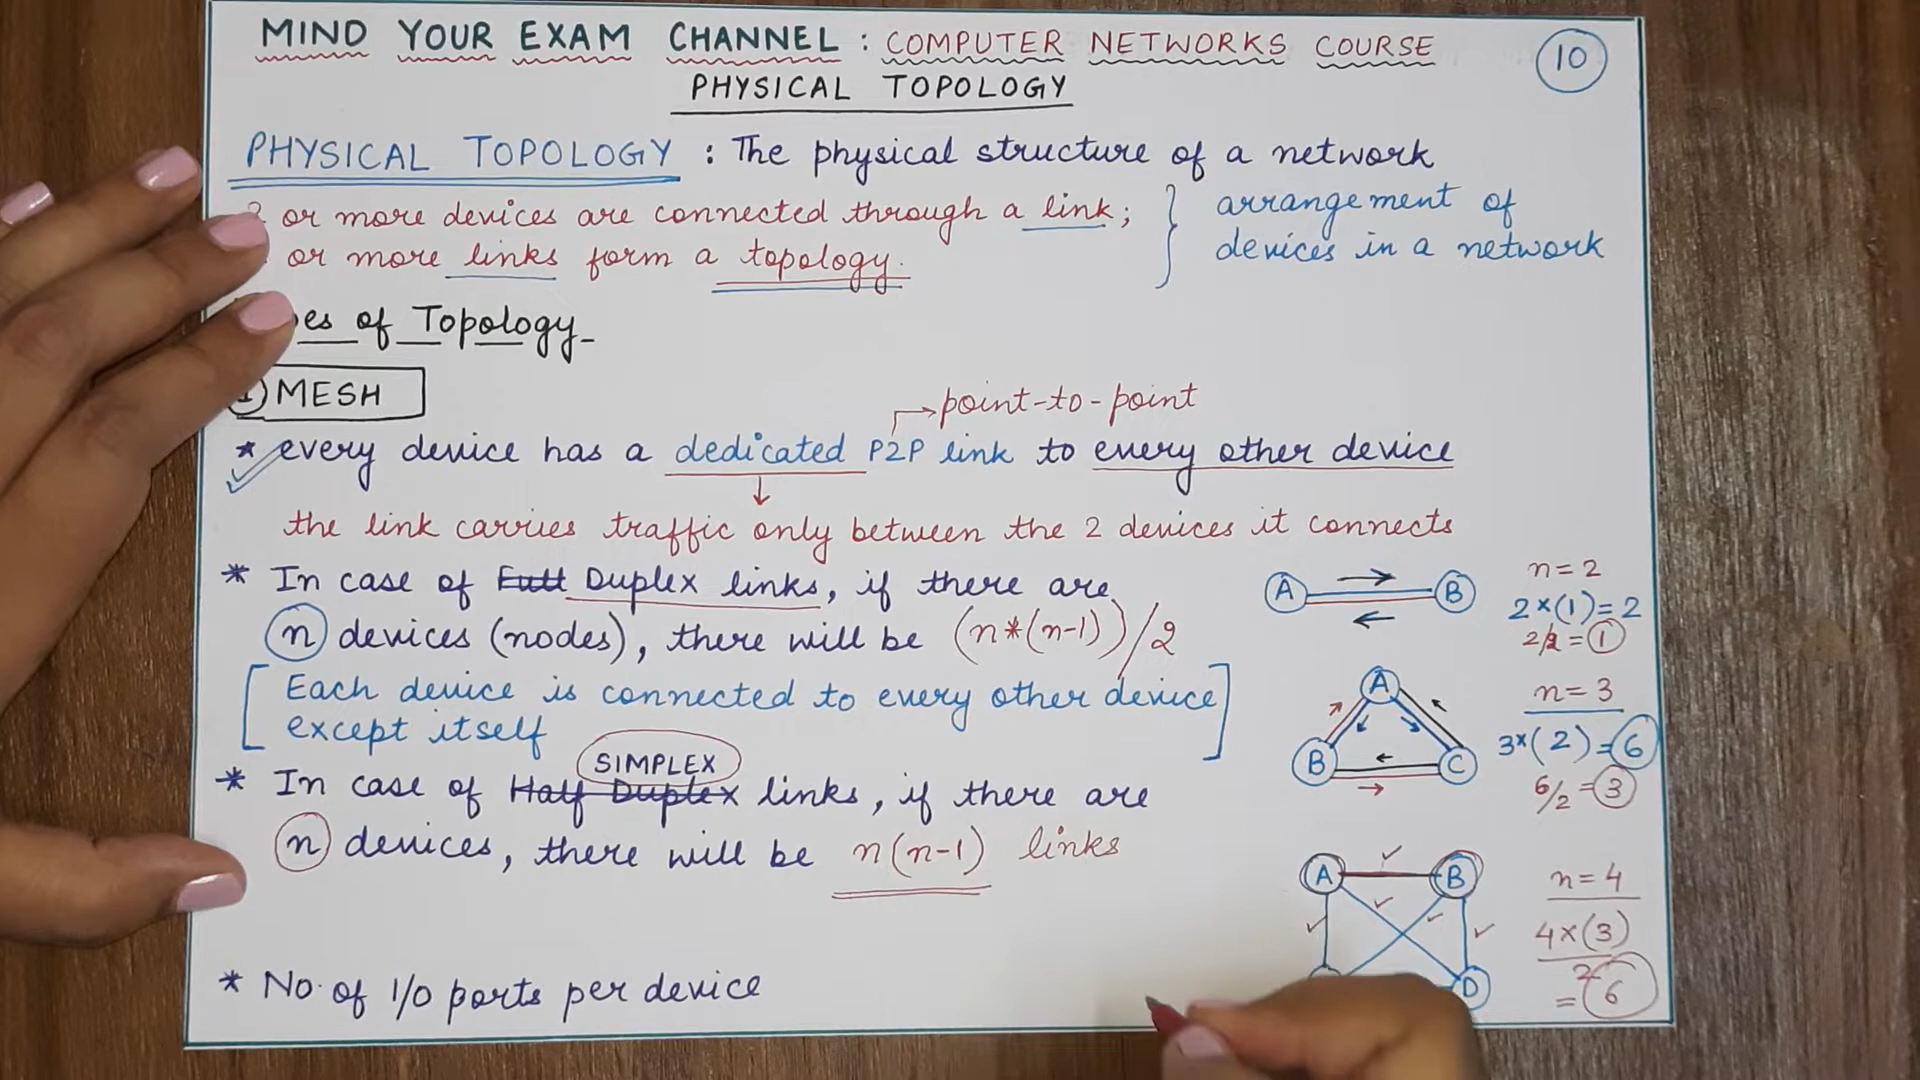 MIND YOUR EXAM CHANNEL : COMPUTER NETWORKS COURSE
10
PHYSICAL TOPOLOGY
PHYSICAL TOPOLOGY : The physical structure of a network
or more devices are connected through a link;
or more links form a topology.
arrangement of
devices in a network
of Topology-
1 MESH
point-to-point
* every device has a dedicated P2P link to every other device
the link carries traffic only between the 2 devices it connects
* In case of Full Duplex links, if there are
n devices (nodes), there will be (n*(n-1))/2
[Each device is connected to every other device
except itself]
SIMPLEX
* In case of Half Duplex links, if there are
n devices, there will be n(n-1) links
* No. of I/O ports per device
A B
n=2
2*(1)=2
2/2=1
A
B C
n=3
3*(2)=6
6/2=3
A B
D
n=4
4×(3)
2
=6